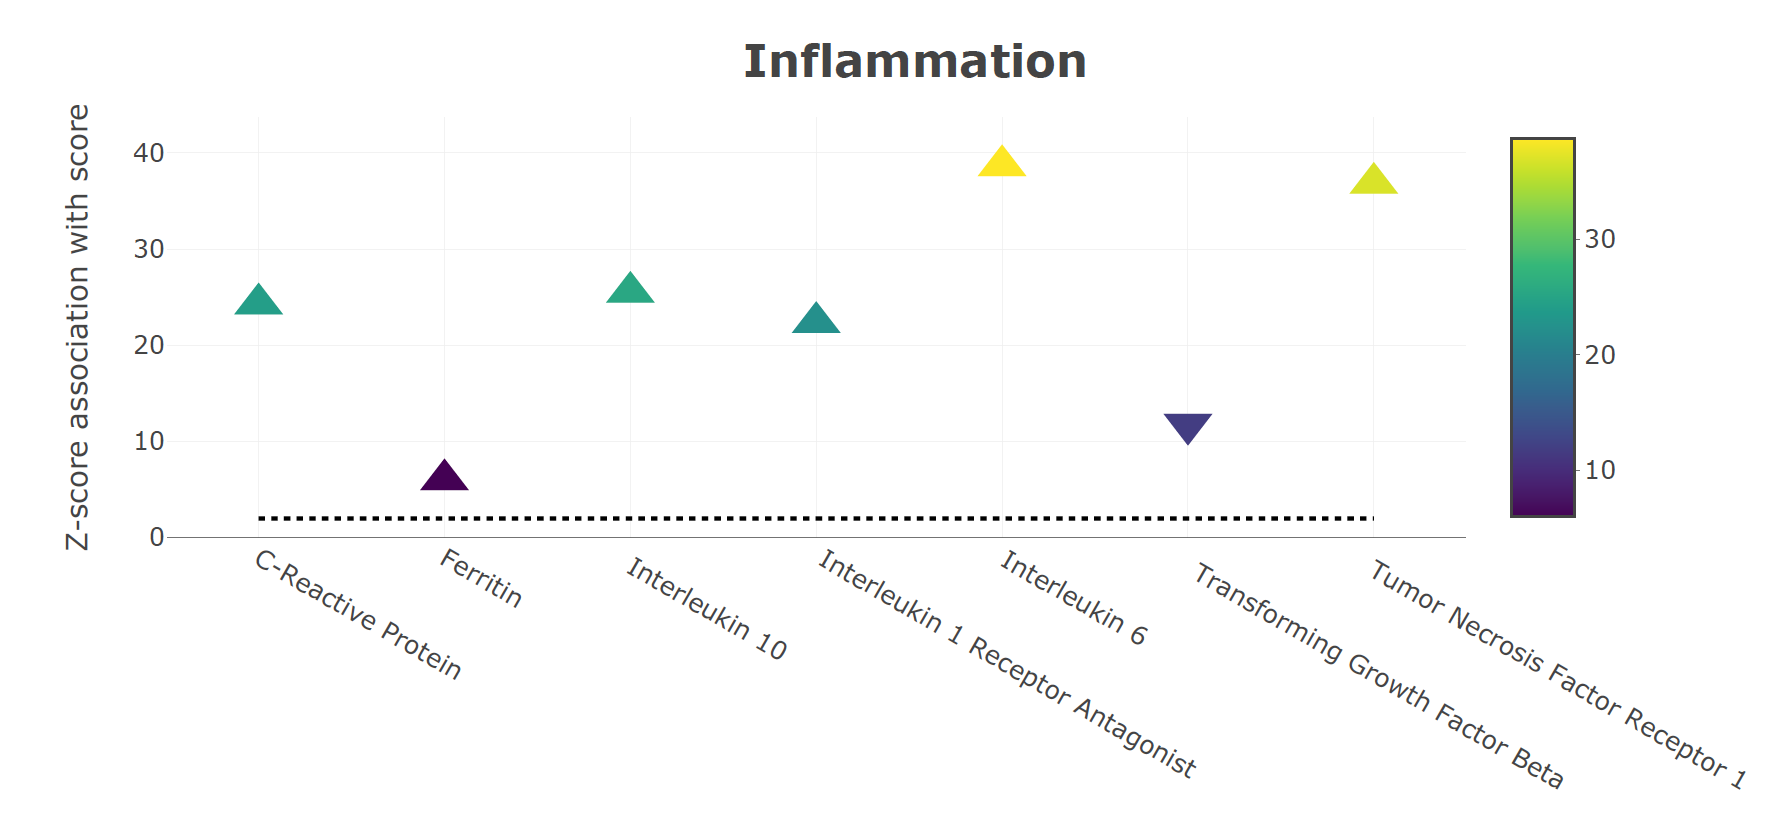 Inflammation
Z-score association with score
40
30
20
10
0
C-Reactive Protein
Ferritin
Interleukin 10
Interleukin 1 Receptor Antagonist
Interleukin 6
Transforming Growth Factor Beta
Tumor Necrosis Factor Receptor 1
30
20
10